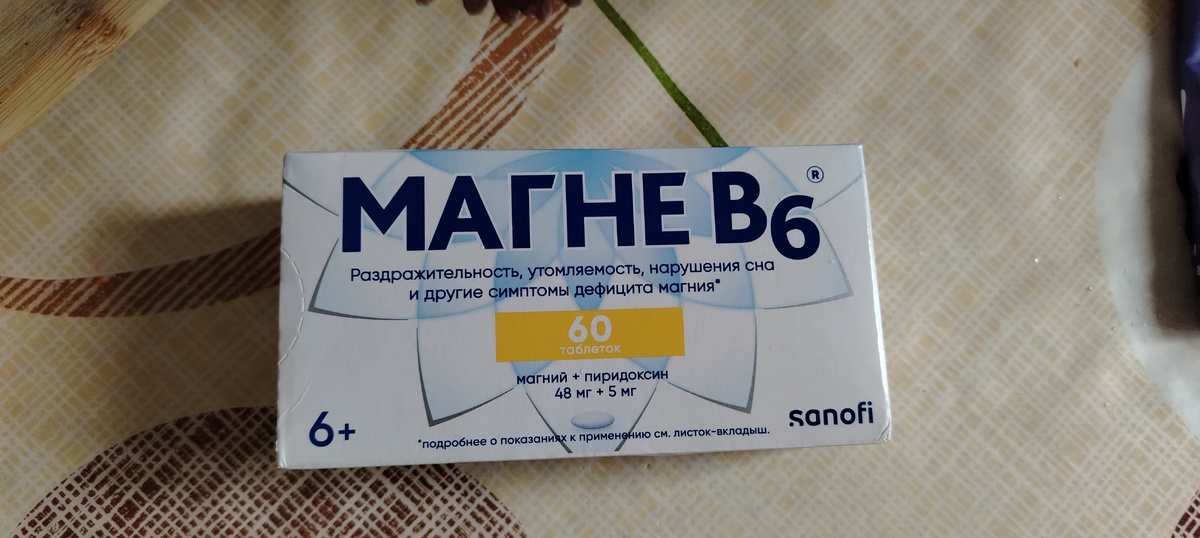 МАГНЕ B6®
Раздражительность, утомляемость, нарушения сна
и другие симптомы дефицита магния*
60
таблеток
магний + пиридоксин
48 мг + 5 мг
6+
sanofi
*подробнее о показаниях к применению см. листок-вкладыш.